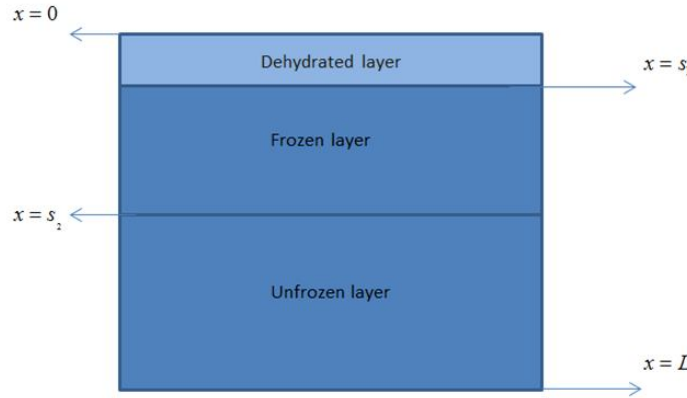 x = 0
Dehydrated layer
x = s
Frozen layer
x = s₂
Unfrozen layer
x = L